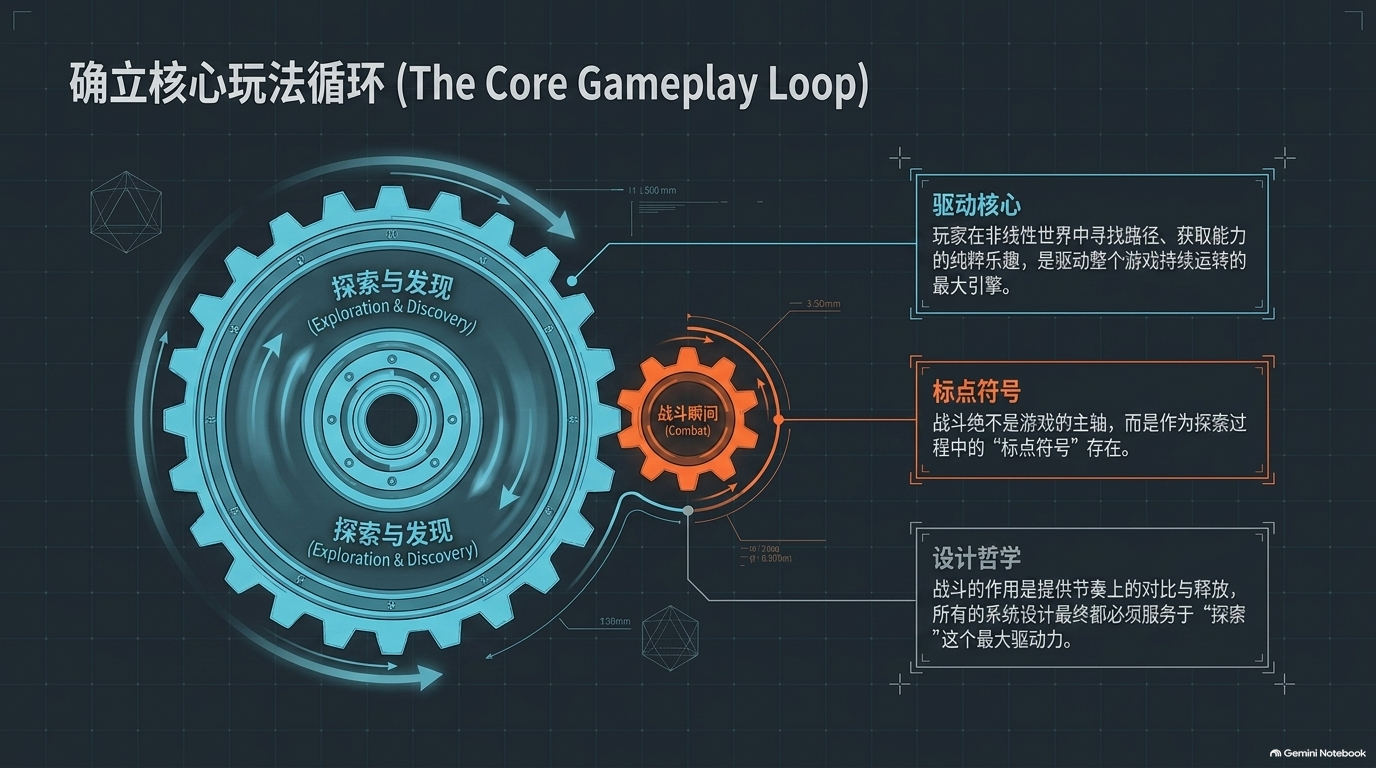 确立核心玩法循环 (The Core Gameplay Loop)
探索与发现
(Exploration & Discovery)
探索与发现
(Exploration & Discovery)
战斗瞬间
(Combat)
3.50mm
136mm
驱动核心
玩家在非线性世界中寻找路径、获取能力
的纯粹乐趣，是驱动整个游戏持续运转的
最大引擎。
标点符号
战斗绝不是游戏的主轴，而是作为探索过
程中的“标点符号”存在。
设计哲学
战斗的作用是提供节奏上的对比与释放，
所有的系统设计最终都必须服务于“探索
”这个最大驱动力。
Gemini Notebook